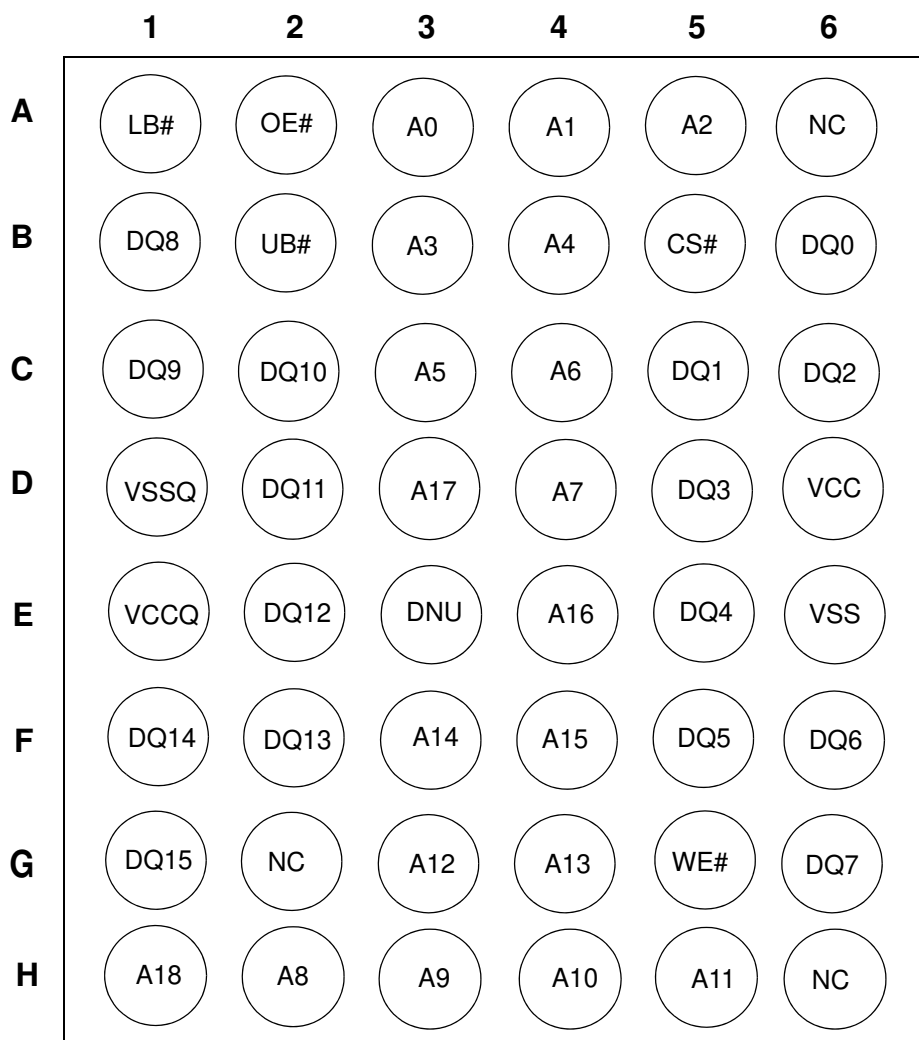 1 2 3 4 5 6
A LB# OE# A0 A1 A2 NC
B DQ8 UB# A3 A4 CS# DQ0
C DQ9 DQ10 A5 A6 DQ1 DQ2
D VSSQ DQ11 A17 A7 DQ3 VCC
E VCCQ DQ12 DNU A16 DQ4 VSS
F DQ14 DQ13 A14 A15 DQ5 DQ6
G DQ15 NC A12 A13 WE# DQ7
H A18 A8 A9 A10 A11 NC